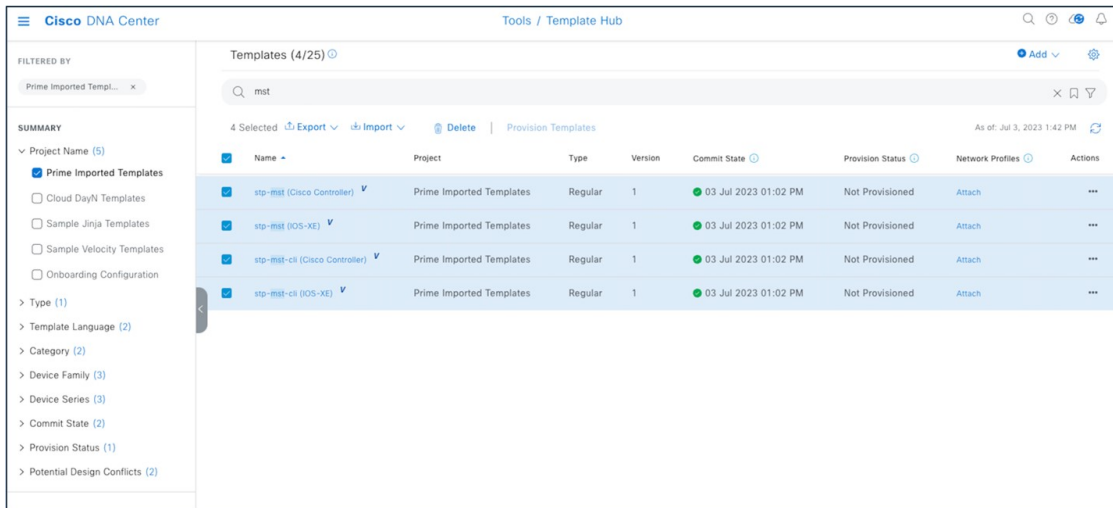 Cisco DNA Center
Tools / Template Hub
FILTERED BY
Prime Imported Templ... ×
SUMMARY
Project Name (5)
Prime Imported Templates
Cloud DayN Templates
Sample Jinja Templates
Sample Velocity Templates
Onboarding Configuration
Type (1)
Template Language (2)
Category (2)
Device Family (3)
Device Series (3)
Commit State (2)
Provision Status (1)
Potential Design Conflicts (2)
Templates (4/25)
Add
mst
4 Selected Export Import Delete | Provision Templates As of: Jul 3, 2023 1:42 PM
Name Project Type Version Commit State Provision Status Network Profiles Actions
stp-mst (Cisco Controller) V Prime Imported Templates Regular 1 03 Jul 2023 01:02 PM Not Provisioned Attach ...
stp-mst (IOS-XE) V Prime Imported Templates Regular 1 03 Jul 2023 01:02 PM Not Provisioned Attach ...
stp-mst-cli (Cisco Controller) V Prime Imported Templates Regular 1 03 Jul 2023 01:02 PM Not Provisioned Attach ...
stp-mst-cli (IOS-XE) V Prime Imported Templates Regular 1 03 Jul 2023 01:02 PM Not Provisioned Attach ...